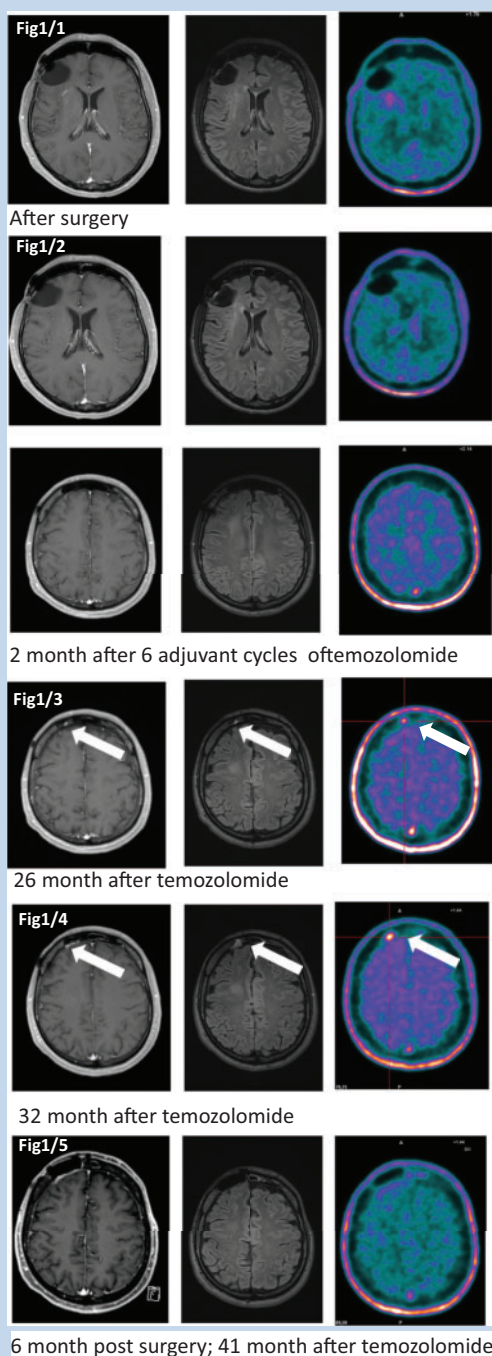 Fig1/1
A
After surgery
Fig1/2
2 month after 6 adjuvant cycles oftemozolomide
Fig1/3
26 month after temozolomide
Fig1/4
A
P
32 month after temozolomide
Fig1/5
A
6 month post surgery; 41 month after temozolomide